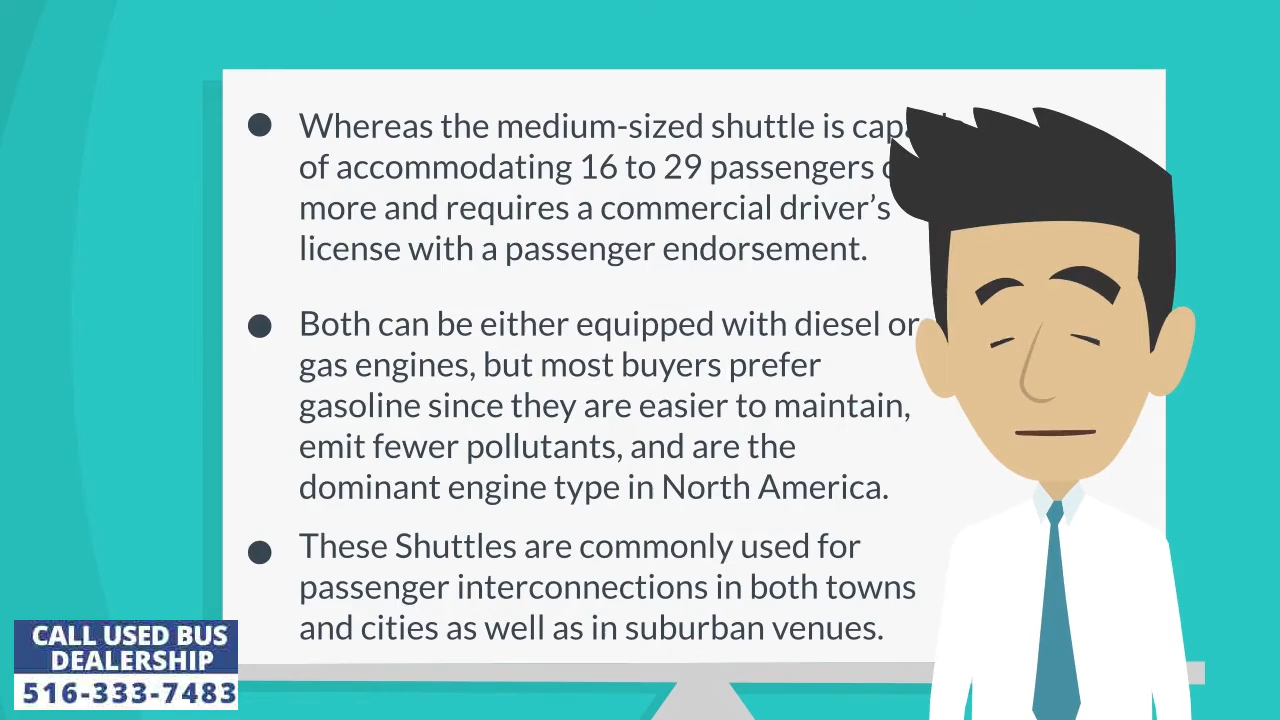 Whereas the medium-sized shuttle is
of accommodating 16 to 29 passengers
more and requires a commercial driver’s
license with a passenger endorsement.
Both can be either equipped with diesel or
gas engines, but most buyers prefer
gasoline since they are easier to maintain,
emit fewer pollutants, and are the
dominant engine type in North America.
These Shuttles are commonly used for
passenger interconnections in both towns
and cities as well as in suburban venues.
CALL USED BUS
DEALERSHIP
516-333-7483